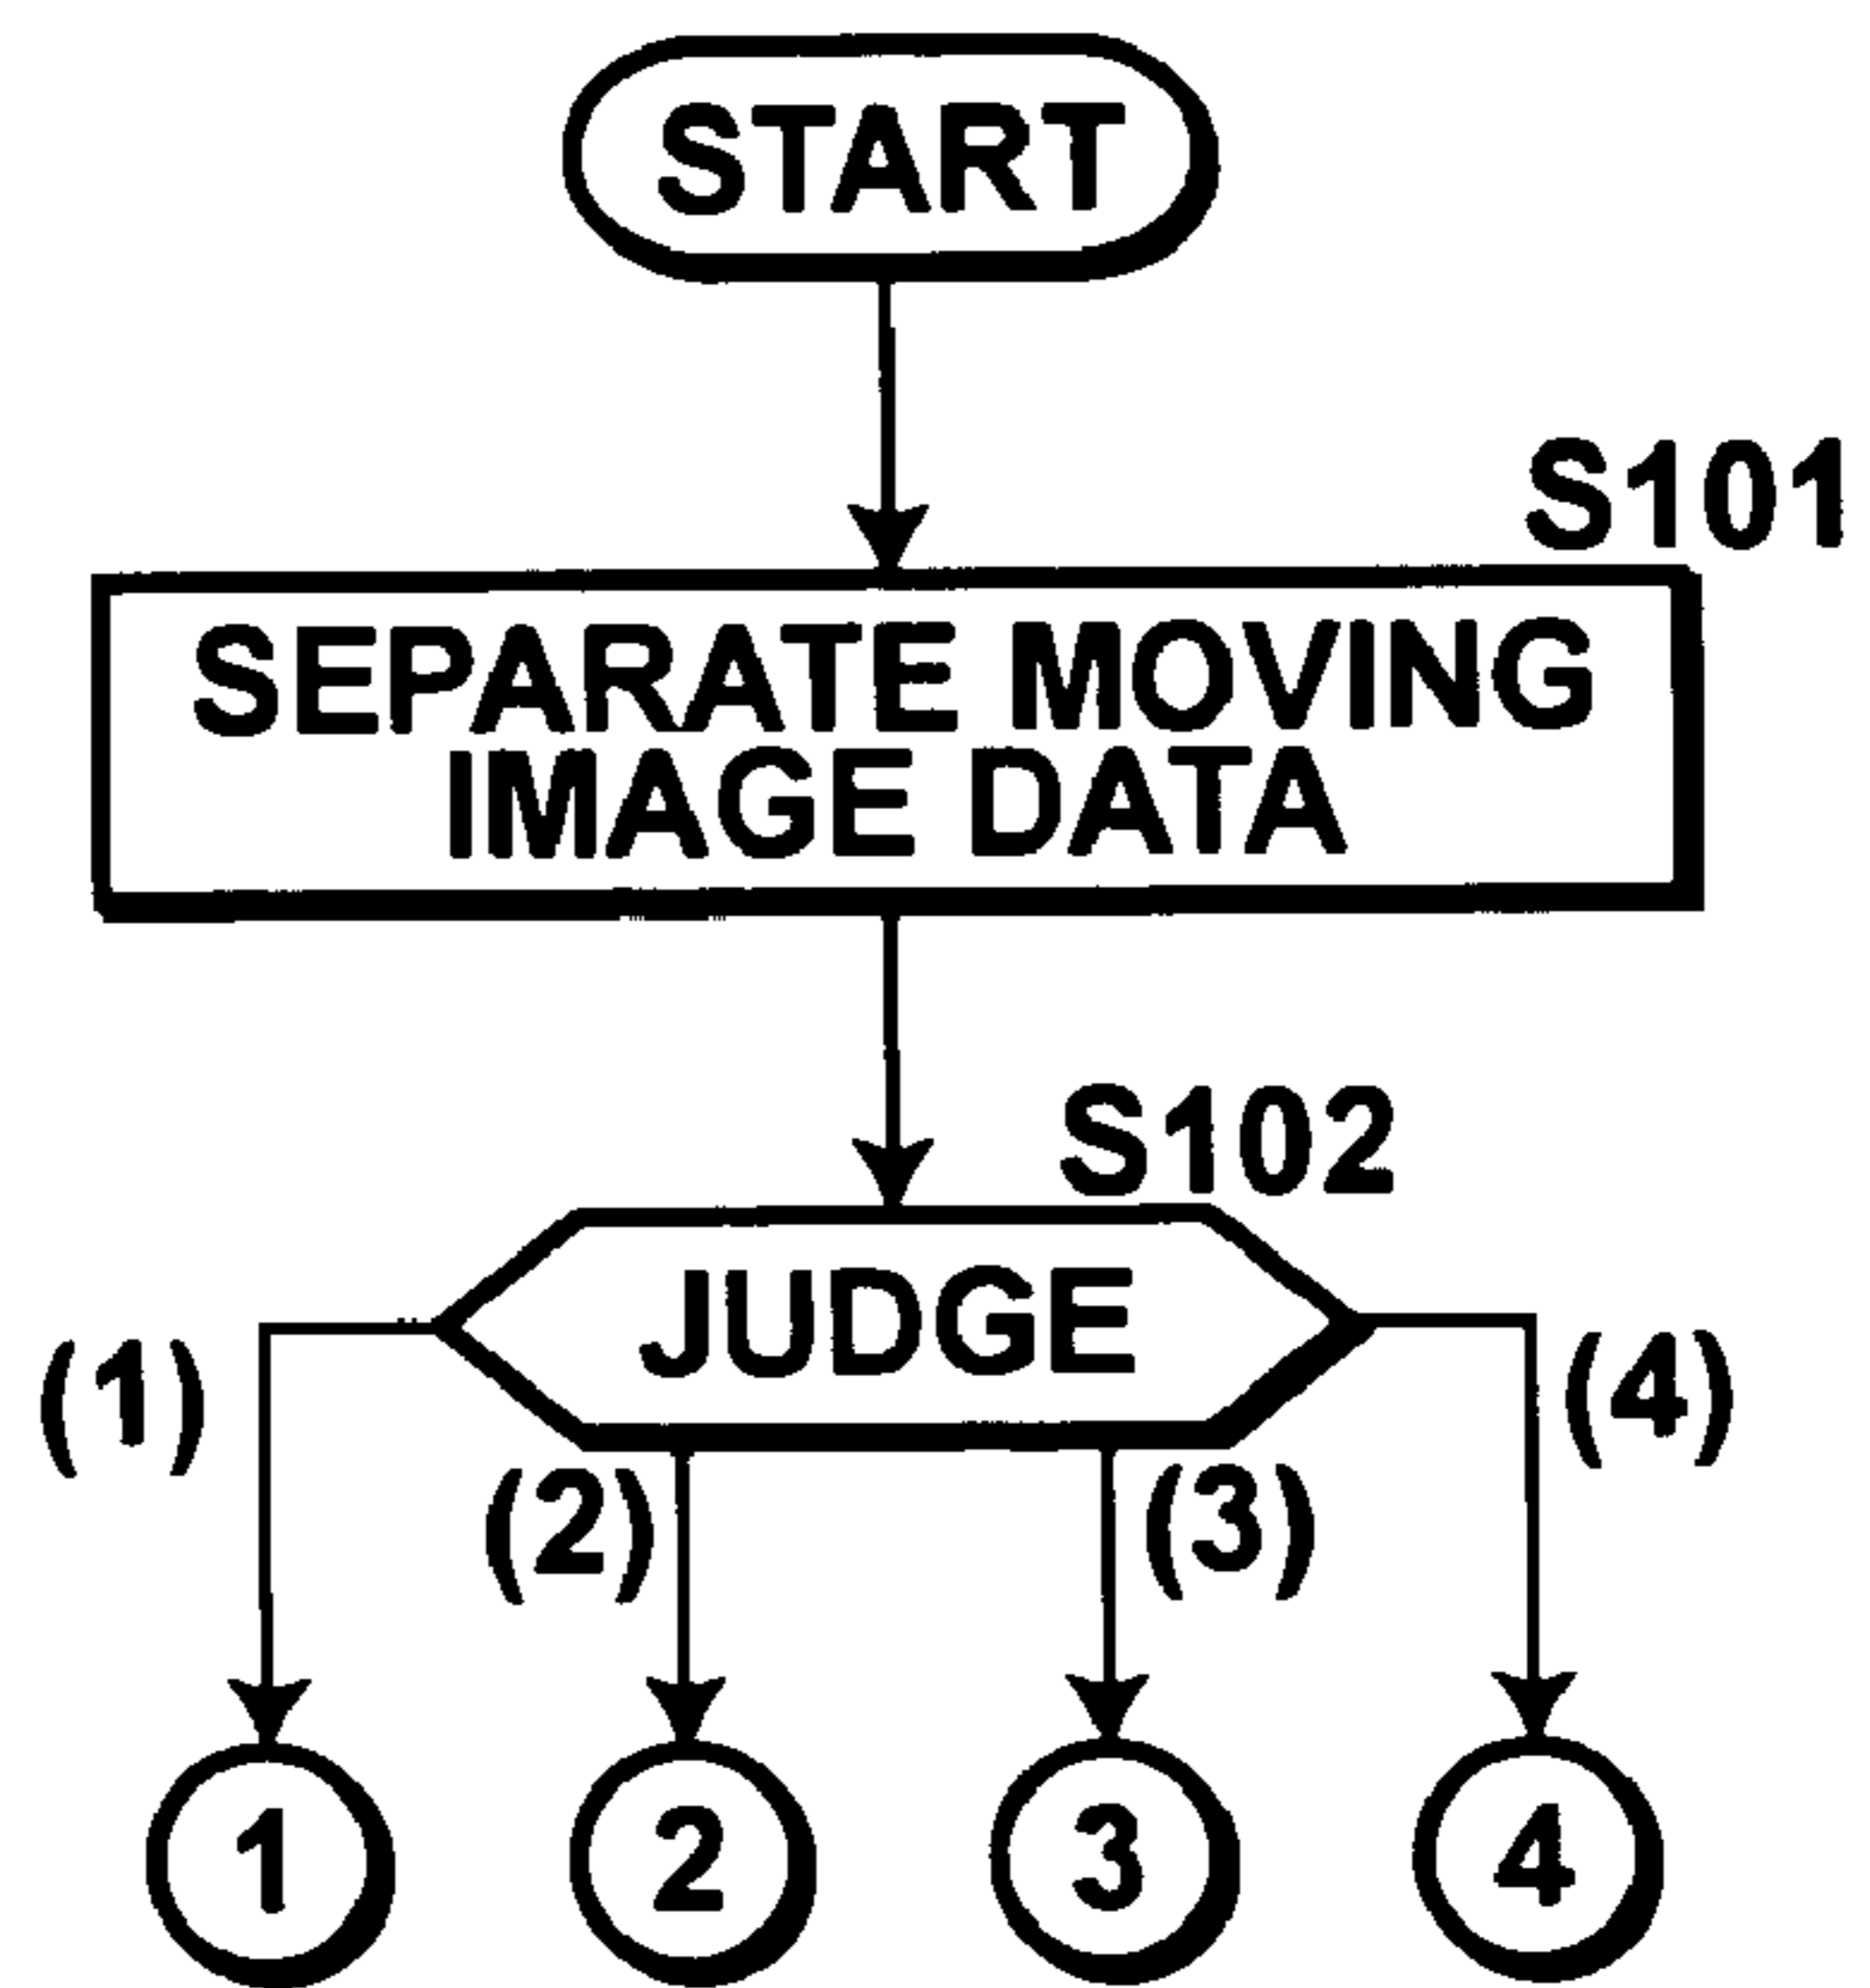 START
S101
SEPARATE MOVING
IMAGE DATA
S102
JUDGE
(1)
(4)
(2)
(3)
1
2
3
4